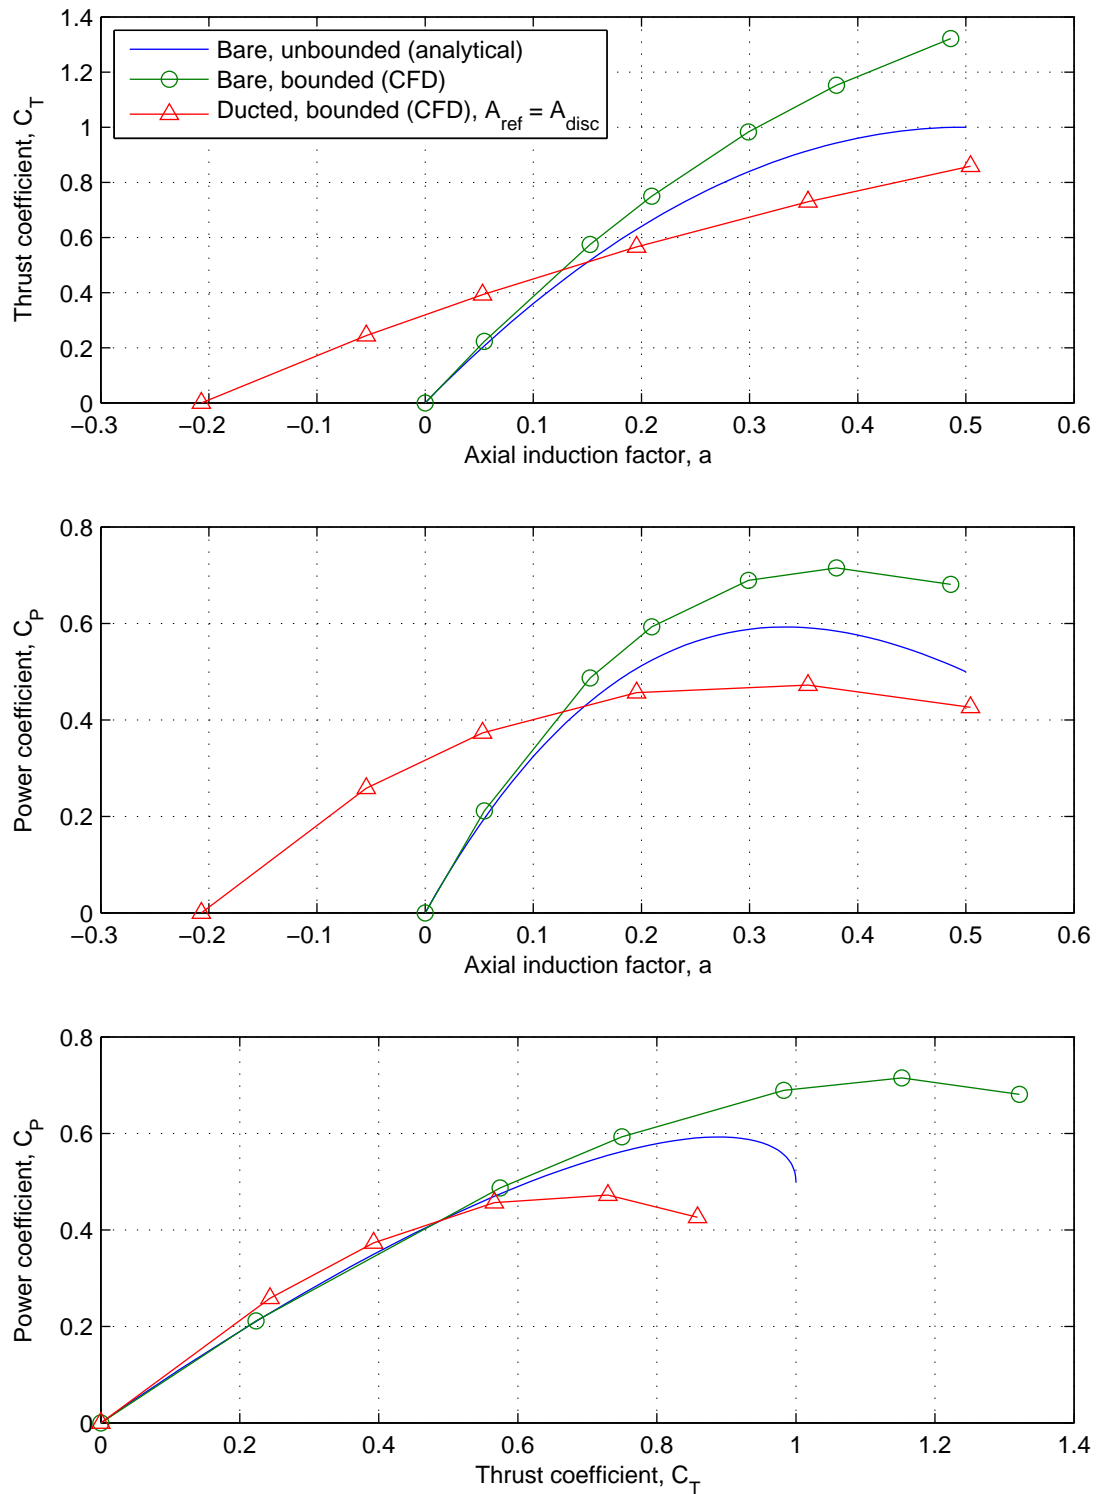 1.4
1.2
1
0.8
0.6
0.4
0.2
0
Thrust coefficient, C_T
Bare, unbounded (analytical)
Bare, bounded (CFD)
Ducted, bounded (CFD), A_ref = A_disc
−0.3 −0.2 −0.1 0 0.1 0.2 0.3 0.4 0.5 0.6
Axial induction factor, a
0.8
0.6
0.4
0.2
0
Power coefficient, C_P
−0.3 −0.2 −0.1 0 0.1 0.2 0.3 0.4 0.5 0.6
Axial induction factor, a
0.8
0.6
0.4
0.2
0
Power coefficient, C_P
0 0.2 0.4 0.6 0.8 1 1.2 1.4
Thrust coefficient, C_T